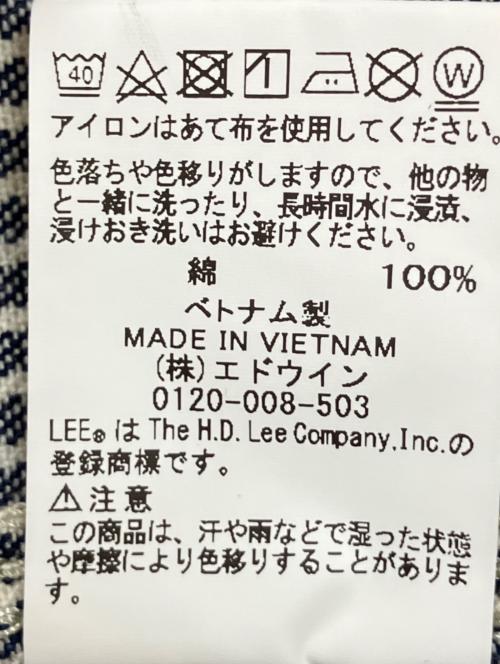 40 W
アイロンはあて布を使用してください。
色落ちや色移りがしますので、他の物
と一緒に洗ったり、長時間水に浸漬、
浸けおき洗いはお避けください。
綿 100%
ベトナム製
MADE IN VIETNAM
(株)エドウイン
0120-008-503
LEE® は The H.D. Lee Company,Inc.の
登録商標です。
⚠注意
この商品は、汗や雨などで湿った状態
や摩擦により色移りすることがありま
す。